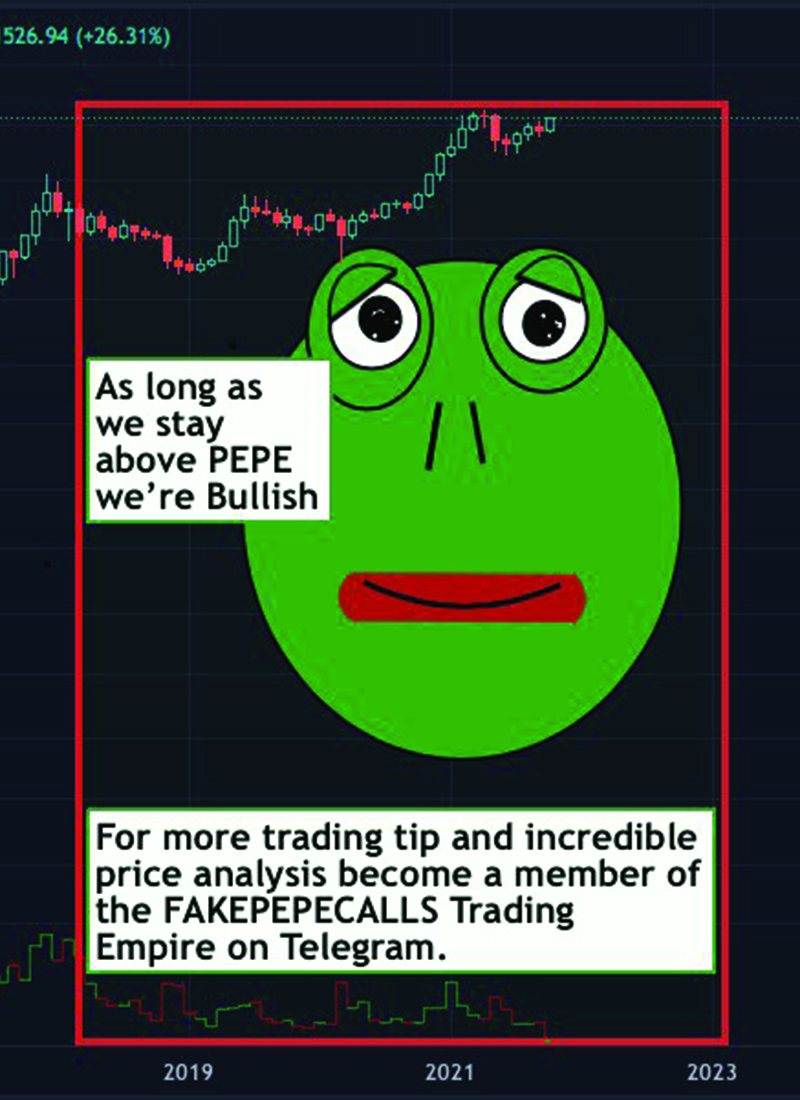 526.94 (+26.31%)
As long as
we stay
above PEPE
we're Bullish
For more trading tip and incredible
price analysis become a member of
the FAKEPEPECALLS Trading
Empire on Telegram.
2019 2021 2023